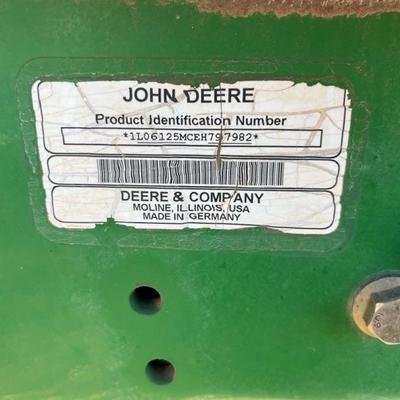 JOHN DEERE
Product Identification Number
*1L06125MCEH797982*
DEERE & COMPANY
MOLINE, ILLINOIS, USA
MADE IN GERMANY